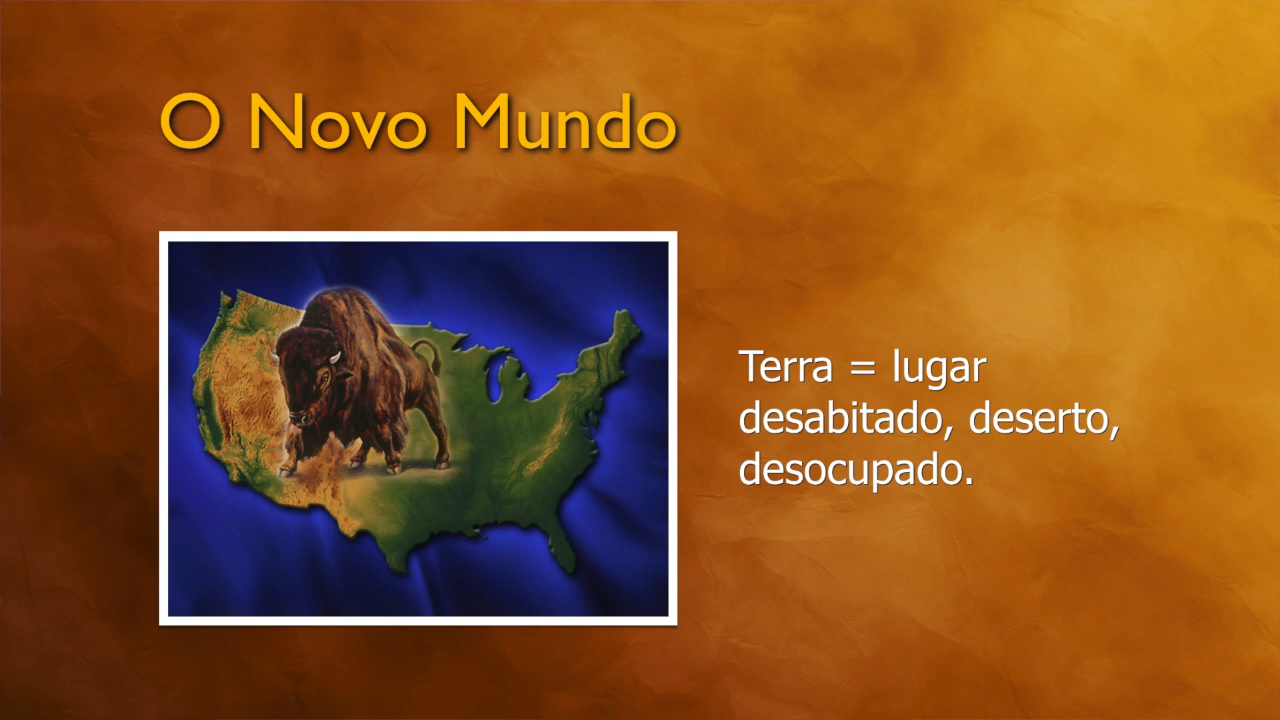 O Novo Mundo
Terra = lugar
desabitado, deserto,
desocupado.